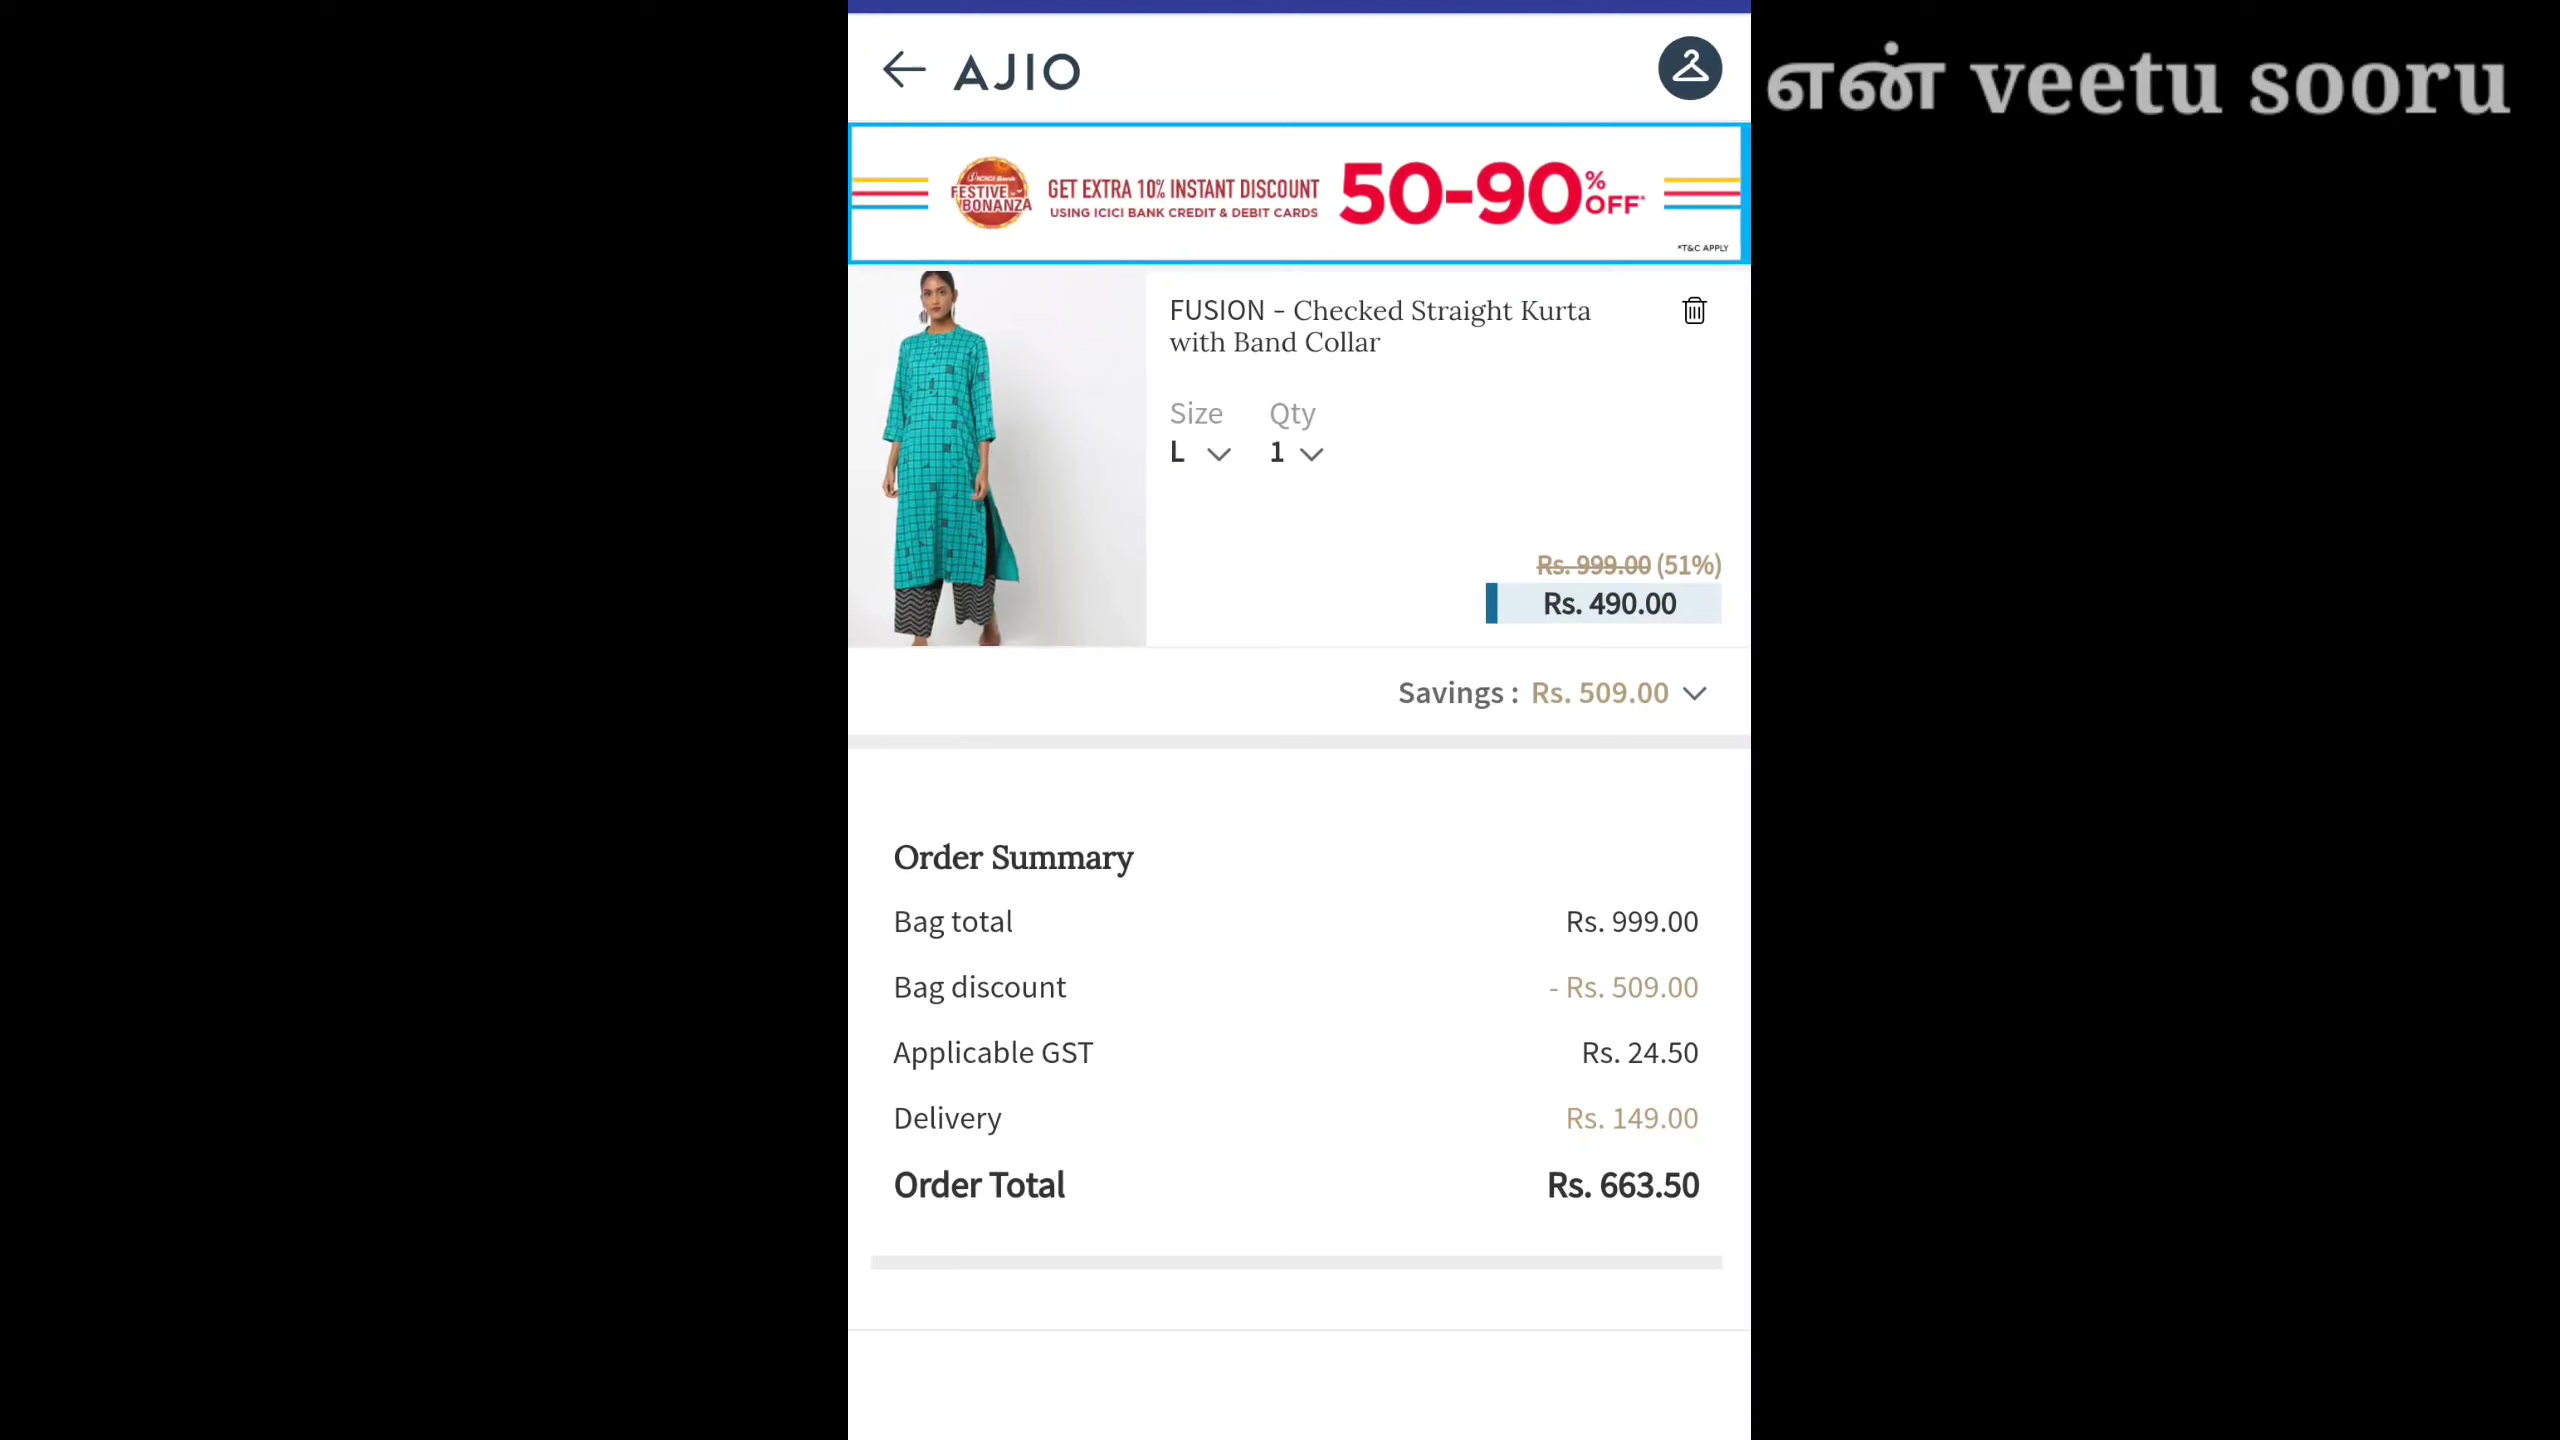 AJIO
என் veetu sooru
ICICI Bank
FESTIVE
BONANZA
GET EXTRA 10% INSTANT DISCOUNT
USING ICICI BANK CREDIT & DEBIT CARDS
50-90% OFF*
*T&C APPLY
FUSION - Checked Straight Kurta
with Band Collar
Size Qty
L 1
Rs. 999.00 (51%)
Rs. 490.00
Savings : Rs. 509.00
Order Summary
Bag total Rs. 999.00
Bag discount - Rs. 509.00
Applicable GST Rs. 24.50
Delivery Rs. 149.00
Order Total Rs. 663.50